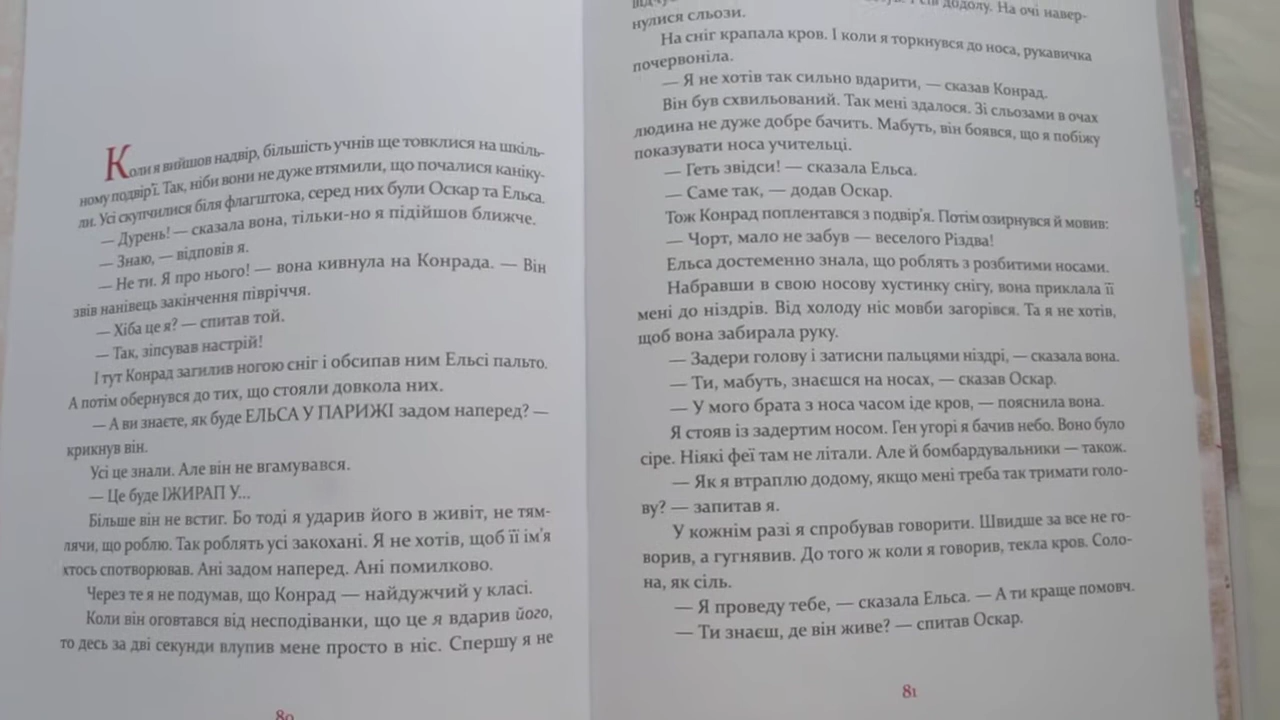 Коли я вийшов надвір, більшість учнів ще товклися на шкіль-
ному подвір'ї. Так, ніби вони не дуже втямили, що почалися каніку-
ли. Усі скупчилися біля флагштока, серед них були Оскар та Ельса.
— Дурень! — сказала вона, тільки-но я підійшов ближче.
— Знаю, — відповів я.
— Не ти. Я про нього! — вона кивнула на Конрада. — Він
звів нанівець закінчення півріччя.
— Хіба це я? — спитав той.
— Так, зіпсував настрій!
І тут Конрад загилив ногою сніг і обсипав ним Ельсі пальто.
А потім обернувся до тих, що стояли довкола них.
— А ви знаєте, як буде ЕЛЬСА У ПАРИЖІ задом наперед? —
крикнув він.
Усі це знали. Але він не вгамувався.
— Це буде ІЖИРАП У...
Більше він не встиг. Бо тоді я ударив його в живіт, не тям-
лячи, що роблю. Так роблять усі закохані. Я не хотів, щоб її ім'я
хтось спотворював. Ані задом наперед. Ані помилково.
Через те я не подумав, що Конрад — найдужчий у класі.
Коли він оговтався від несподіванки, що це я вдарив його,
то десь за дві секунди влупив мене просто в ніс. Спершу я не
80
І сів додолу. На очі навер-
нулися сльози.
На сніг крапала кров. І коли я торкнувся до носа, рукавичка
почервоніла.
— Я не хотів так сильно вдарити, — сказав Конрад.
Він був схвильований. Так мені здалося. Зі сльозами в очах
людина не дуже добре бачить. Мабуть, він боявся, що я побіжу
показувати носа учительці.
— Геть звідси! — сказала Ельса.
— Саме так, — додав Оскар.
Тож Конрад поплентався з подвір'я. Потім озирнувся й мовив:
— Чорт, мало не забув — веселого Різдва!
Ельса достеменно знала, що роблять з розбитими носами.
Набравши в свою носову хустинку снігу, вона приклала її
мені до ніздрів. Від холоду ніс мовби загорівся. Та я не хотів,
щоб вона забирала руку.
— Задери голову і затисни пальцями ніздрі, — сказала вона.
— Ти, мабуть, знаєшся на носах, — сказав Оскар.
— У мого брата з носа часом іде кров, — пояснила вона.
Я стояв із задертим носом. Ген угорі я бачив небо. Воно було
сіре. Ніякі феї там не літали. Але й бомбардувальники — також.
— Як я втраплю додому, якщо мені треба так тримати голо-
ву? — запитав я.
У кожнім разі я спробував говорити. Швидше за все не го-
ворив, а гугнявив. До того ж коли я говорив, текла кров. Соло-
на, як сіль.
— Я проведу тебе, — сказала Ельса. — А ти краще помовч.
— Ти знаєш, де він живе? — спитав Оскар.
81